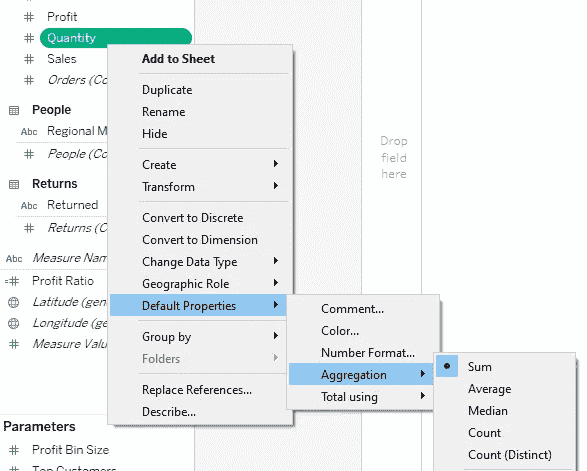 Profit
Quantity
Sales
Orders (Co
People
Regional M
People (Co
Returns
Returned
Returns (C
Measure Nam
Profit Ratio
Latitude (gene
Longitude (ge
Measure Valu
Parameters
Profit Bin Size
Top Customers
Add to Sheet
Duplicate
Rename
Hide
Create
Transform
Convert to Discrete
Convert to Dimension
Change Data Type
Geographic Role
Default Properties
Group by
Folders
Replace References...
Describe...
Comment...
Color...
Number Format...
Aggregation
Total using
Sum
Average
Median
Count
Count (Distinct)
Drop
field
here
Abc
Abc
Abc